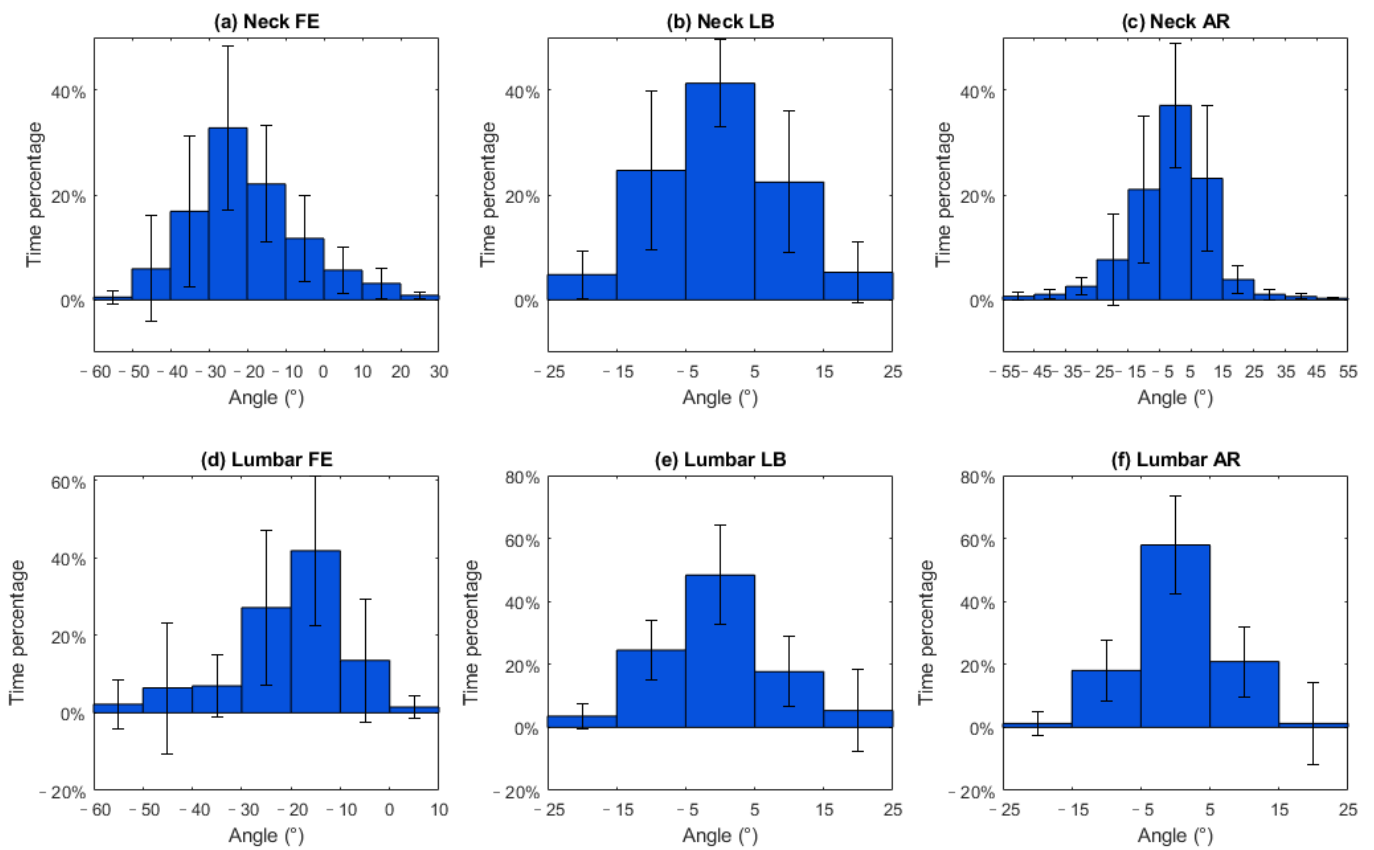 (a) Neck FE
(b) Neck LB
(c) Neck AR
Time percentage
40%
20%
0%
-60 -50 -40 -30 -20 -10 0 10 20 30
Angle (°)
Time percentage
40%
20%
0%
-25 -15 -5 5 15 25
Angle (°)
Time percentage
40%
20%
0%
-55 -45 -35 -25 -15 -5 5 15 25 35 45 55
Angle (°)
(d) Lumbar FE
(e) Lumbar LB
(f) Lumbar AR
Time percentage
60%
40%
20%
0%
-20%
-60 -50 -40 -30 -20 -10 0 10
Angle (°)
Time percentage
80%
60%
40%
20%
0%
-20%
-25 -15 -5 5 15 25
Angle (°)
Time percentage
80%
60%
40%
20%
0%
-20%
-25 -15 -5 5 15 25
Angle (°)